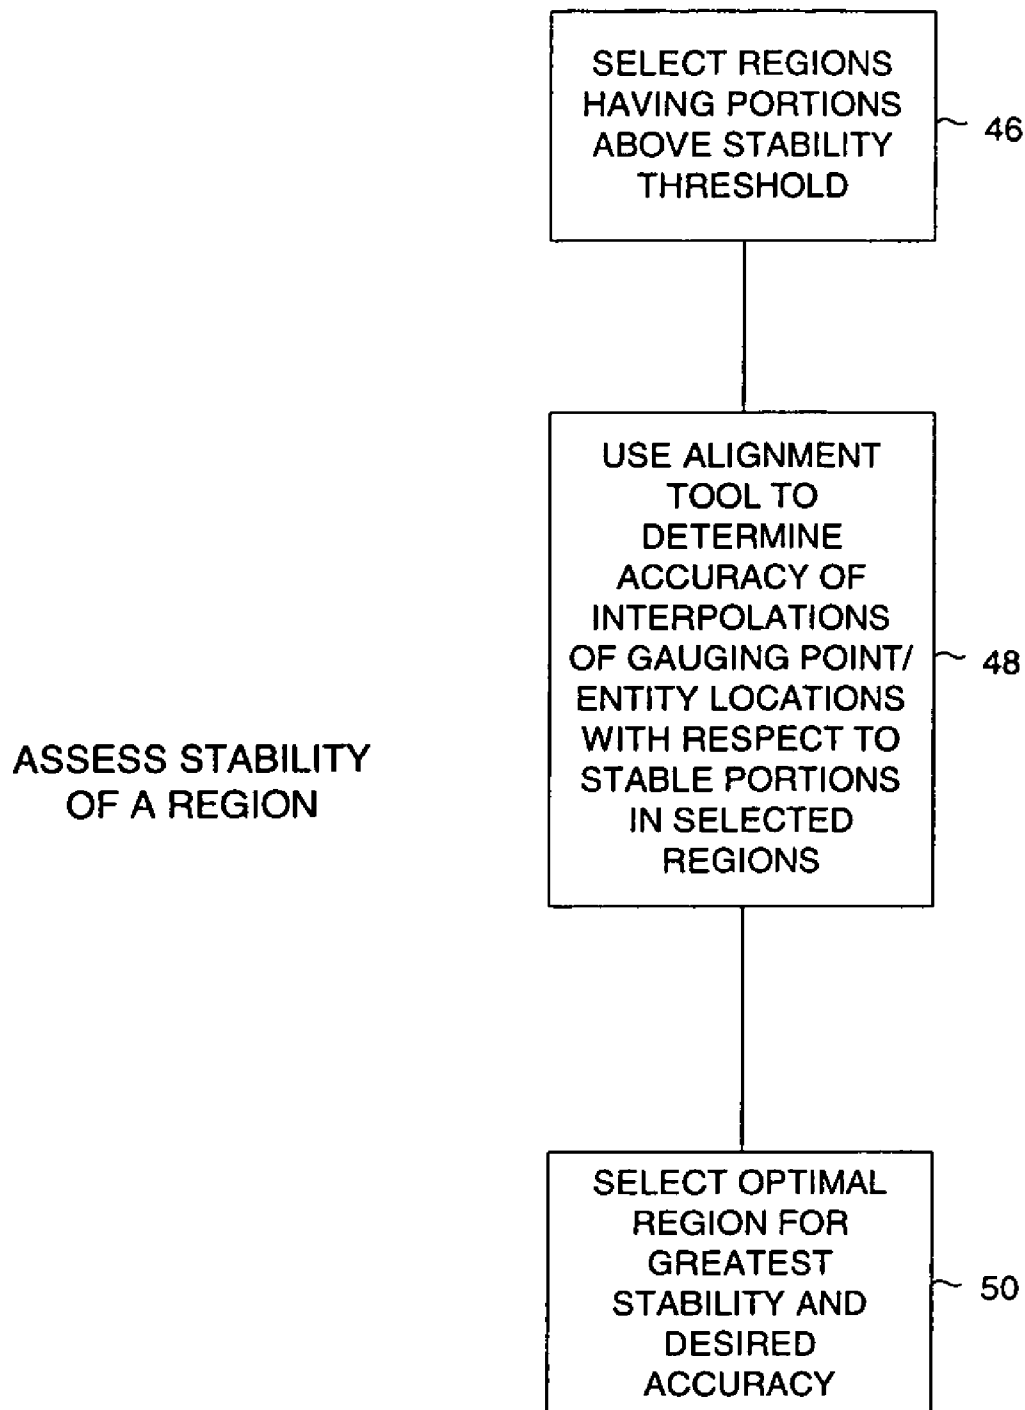 SELECT REGIONS
HAVING PORTIONS
ABOVE STABILITY
THRESHOLD
46
USE ALIGNMENT
TOOL TO
DETERMINE
ACCURACY OF
INTERPOLATIONS
OF GAUGING POINT/
ENTITY LOCATIONS
WITH RESPECT TO
STABLE PORTIONS
IN SELECTED
REGIONS
48
ASSESS STABILITY
OF A REGION
SELECT OPTIMAL
REGION FOR
GREATEST
STABILITY AND
DESIRED
ACCURACY
50